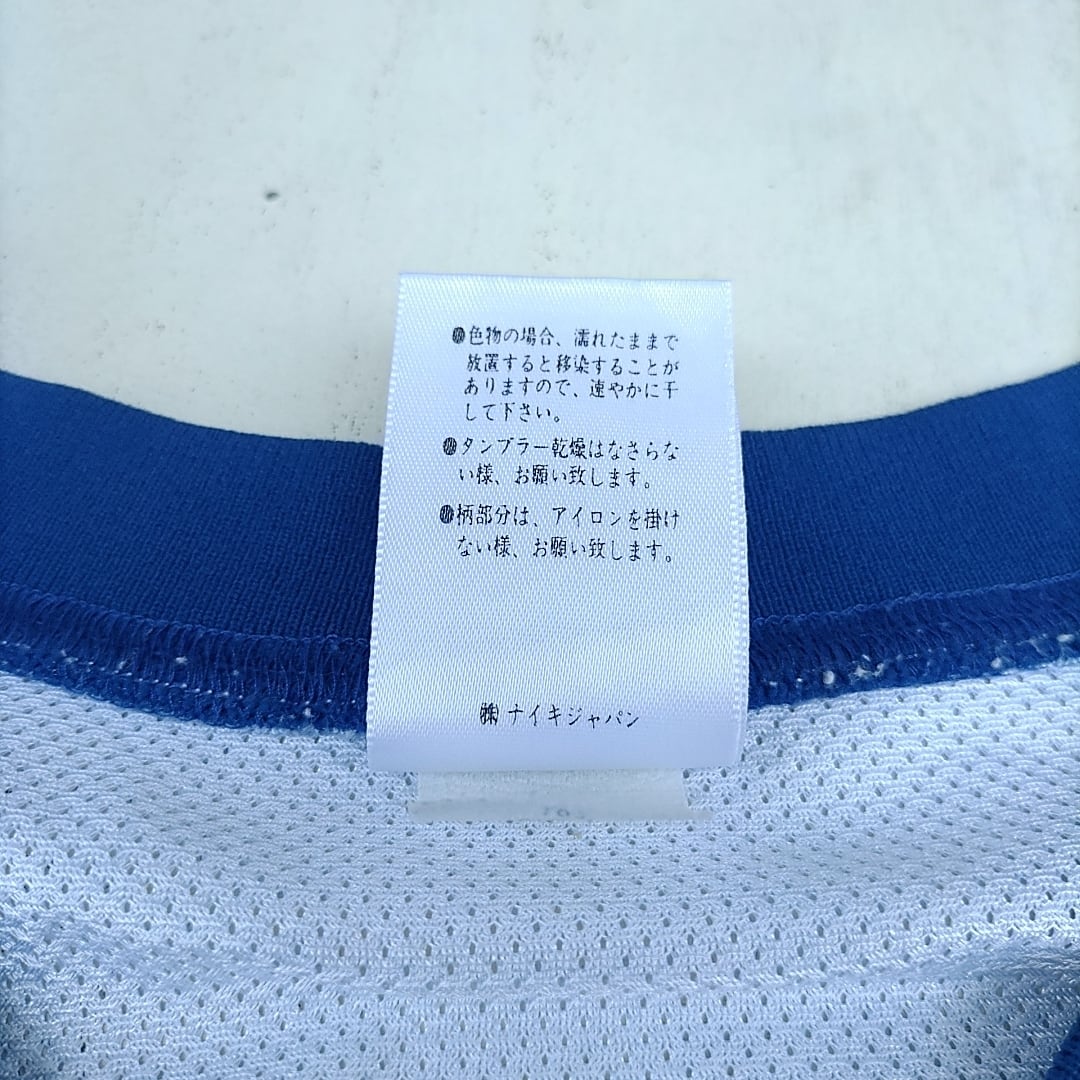 ●色物の場合、濡れたままで
放置すると移染することが
ありますので、速やかに干
して下さい。
●タンブラー乾燥はなさらな
い様、お願い致します。
●柄部分は、アイロンを掛け
ない様、お願い致します。
㈱ナイキジャパン